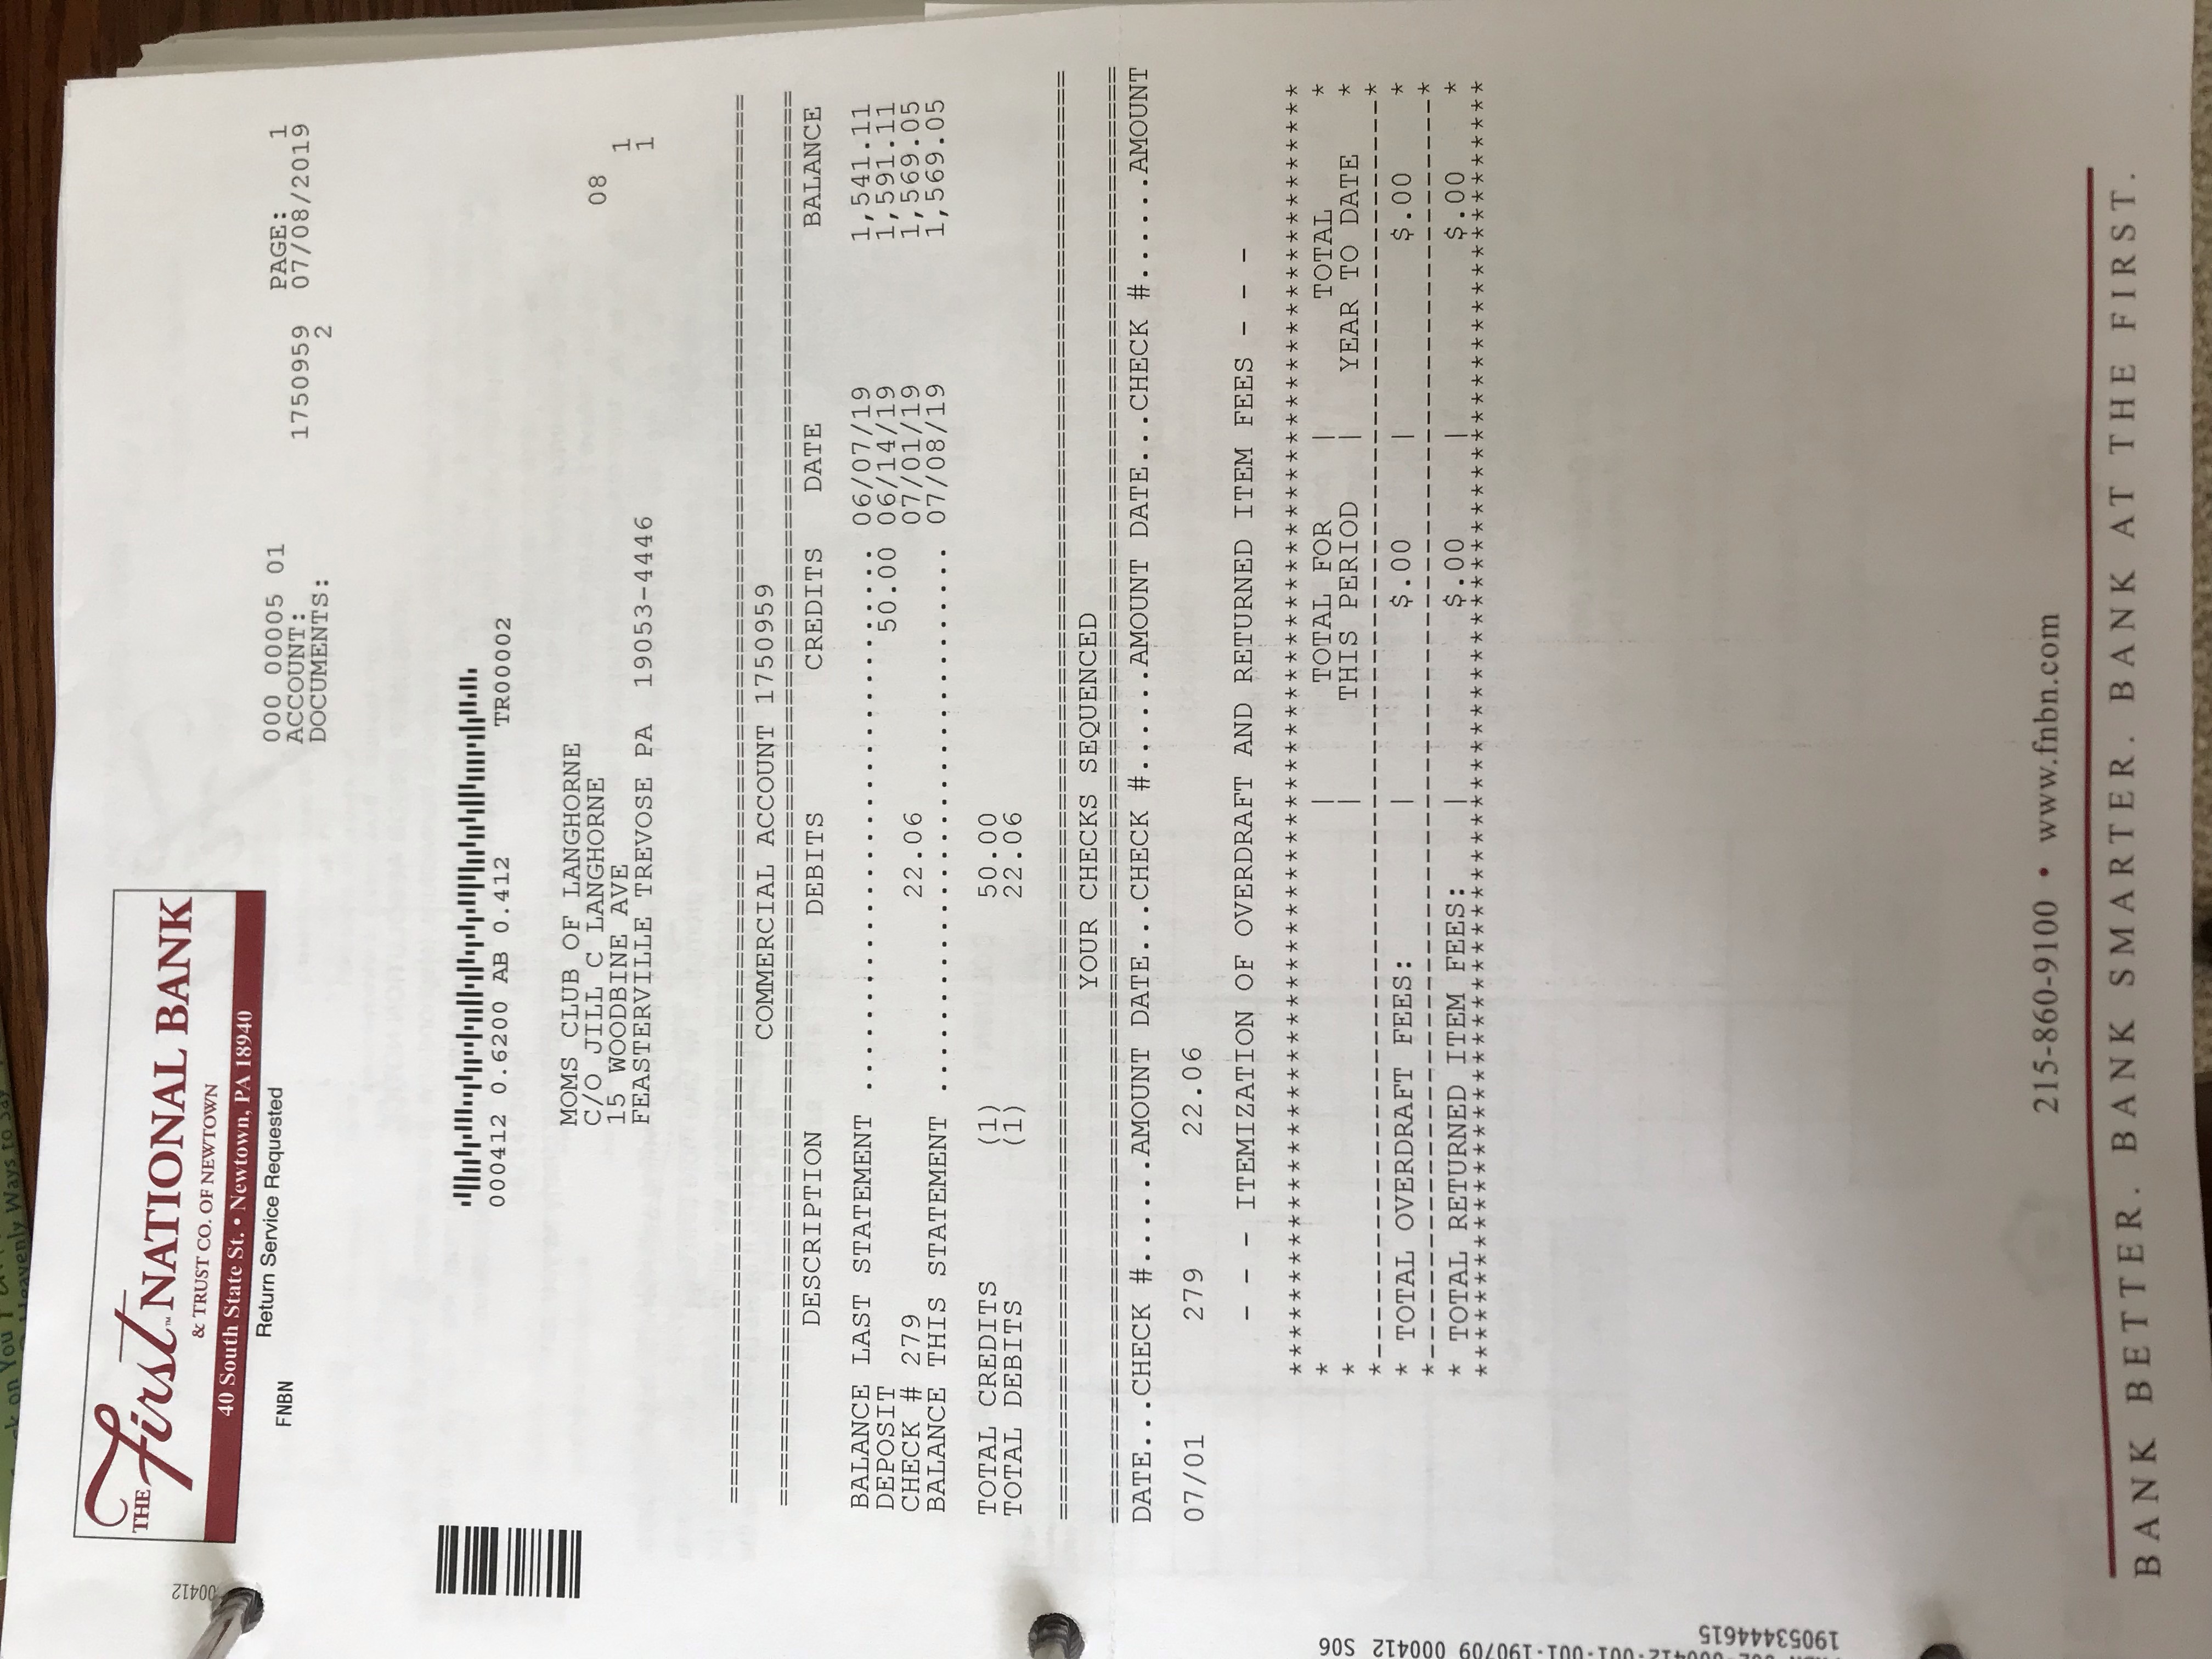 ck on You
Heavenly Ways to Say
THE First™ NATIONAL BANK
& TRUST CO. OF NEWTOWN
40 South State St. • Newtown, PA 18940
Return Service Requested
FNBN
00412
000 00005 01 PAGE: 1
ACCOUNT: 1750959 07/08/2019
DOCUMENTS: 2
000412 0.6200 AB 0.412 TR00002
MOMS CLUB OF LANGHORNE
C/O JILL C LANGHORNE 08
15 WOODBINE AVE 1
FEASTERVILLE TREVOSE PA 19053-4446 1
================================================================================
COMMERCIAL ACCOUNT 1750959
================================================================================
DESCRIPTION DEBITS CREDITS DATE BALANCE
BALANCE LAST STATEMENT ............................... 06/07/19 1,541.11
DEPOSIT 50.00 06/14/19 1,591.11
CHECK # 279 22.06 07/01/19 1,569.05
BALANCE THIS STATEMENT ............................... 07/08/19 1,569.05
TOTAL CREDITS (1) 50.00
TOTAL DEBITS (1) 22.06
================================================================================
YOUR CHECKS SEQUENCED
================================================================================
DATE...CHECK #......AMOUNT DATE...CHECK #......AMOUNT DATE...CHECK #......AMOUNT
07/01 279 22.06
- - - ITEMIZATION OF OVERDRAFT AND RETURNED ITEM FEES - - -
***********************************************************************
* | TOTAL FOR | TOTAL *
* | THIS PERIOD | YEAR TO DATE *
*---------------------------------------------------------------------*
* TOTAL OVERDRAFT FEES: | $.00 | $.00 *
*---------------------------------------------------------------------*
* TOTAL RETURNED ITEM FEES: | $.00 | $.00 *
***********************************************************************
000412-001-001-001-190709 000412 S06
19053444615
215-860-9100 • www.fnbn.com
BANK BETTER. BANK SMARTER. BANK AT THE FIRST.